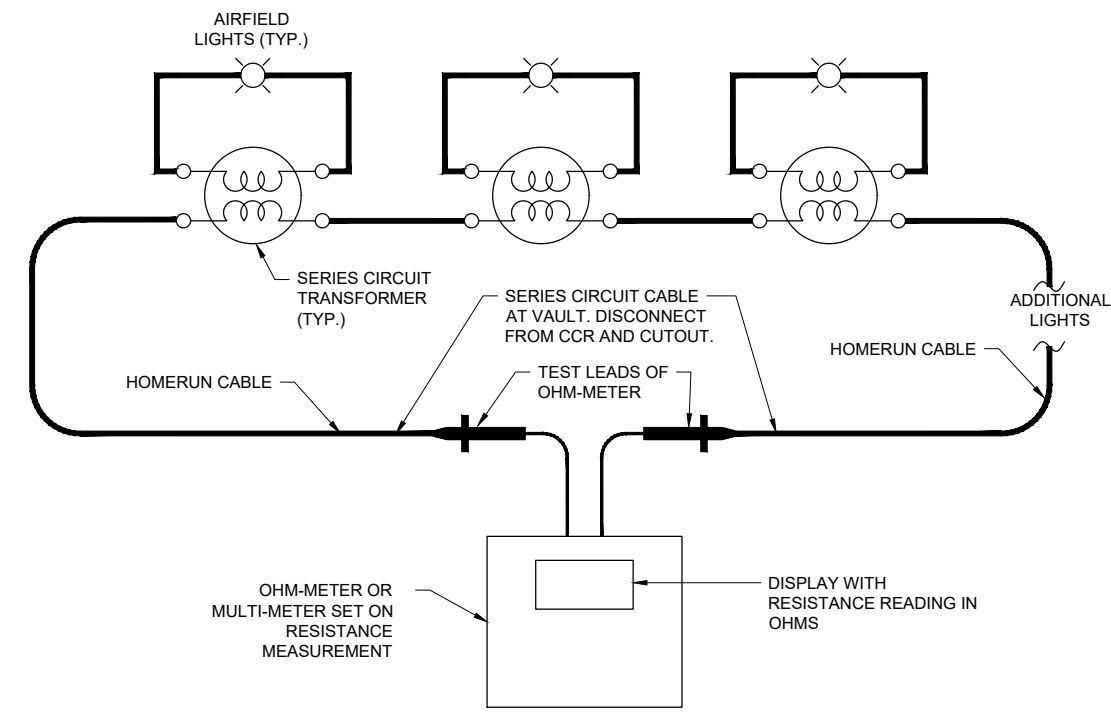 AIRFIELD
LIGHTS (TYP.)
SERIES CIRCUIT
TRANSFORMER
(TYP.)
SERIES CIRCUIT CABLE
AT VAULT. DISCONNECT
FROM CCR AND CUTOUT.
ADDITIONAL
LIGHTS
HOMERUN CABLE
HOMERUN CABLE
TEST LEADS OF
OHM-METER
OHM-METER OR
MULTI-METER SET ON
RESISTANCE
MEASUREMENT
DISPLAY WITH
RESISTANCE READING IN
OHMS